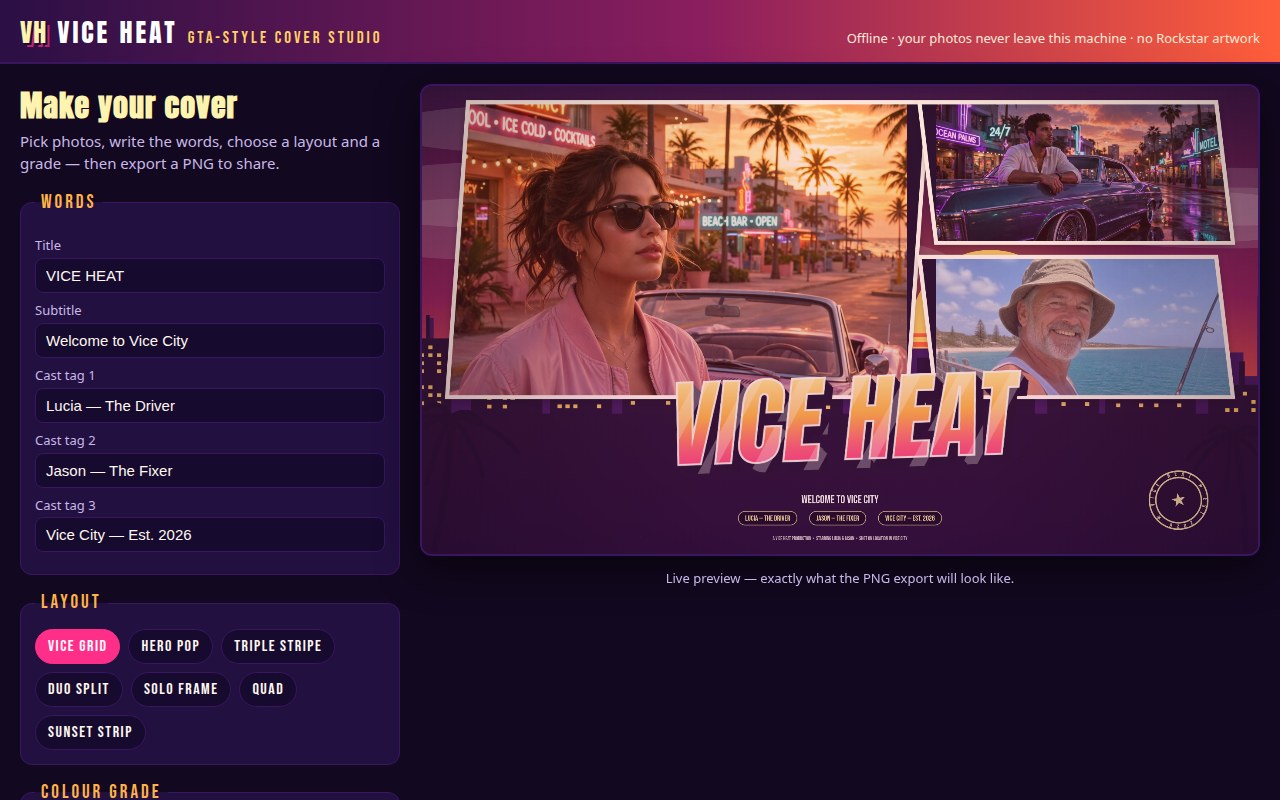 VH VICE HEAT GTA-STYLE COVER STUDIO
Offline · your photos never leave this machine · no Rockstar artwork
Make your cover
Pick photos, write the words, choose a layout and a
grade — then export a PNG to share.
WORDS
Title
VICE HEAT
Subtitle
Welcome to Vice City
Cast tag 1
Lucia — The Driver
Cast tag 2
Jason — The Fixer
Cast tag 3
Vice City — Est. 2026
LAYOUT
VICE GRID
HERO POP
TRIPLE STRIPE
DUO SPLIT
SOLO FRAME
QUAD
SUNSET STRIP
COLOUR GRADE
OOL • ICE COLD • COCKTAILS
BEACH BAR • OPEN
OCEAN PALMS
24/7
MOTEL
VICE HEAT
WELCOME TO VICE CITY
LUCIA — THE DRIVER
JASON — THE FIXER
VICE CITY — EST. 2026
Live preview — exactly what the PNG export will look like.